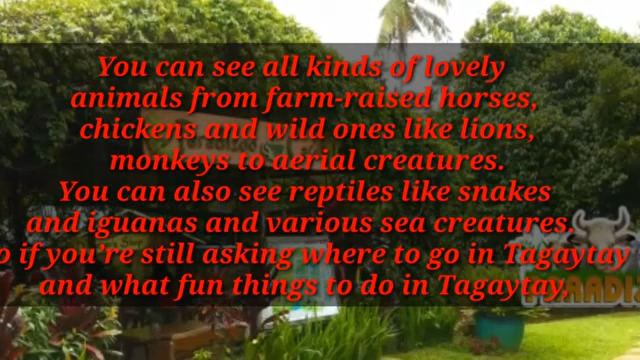 You can see all kinds of lovely
animals from farm-raised horses,
chickens and wild ones like lions,
monkeys to aerial creatures.
You can also see reptiles like snakes
and iguanas and various sea creatures.
o if you’re still asking where to go in Tagaytay
and what fun things to do in Tagaytay,